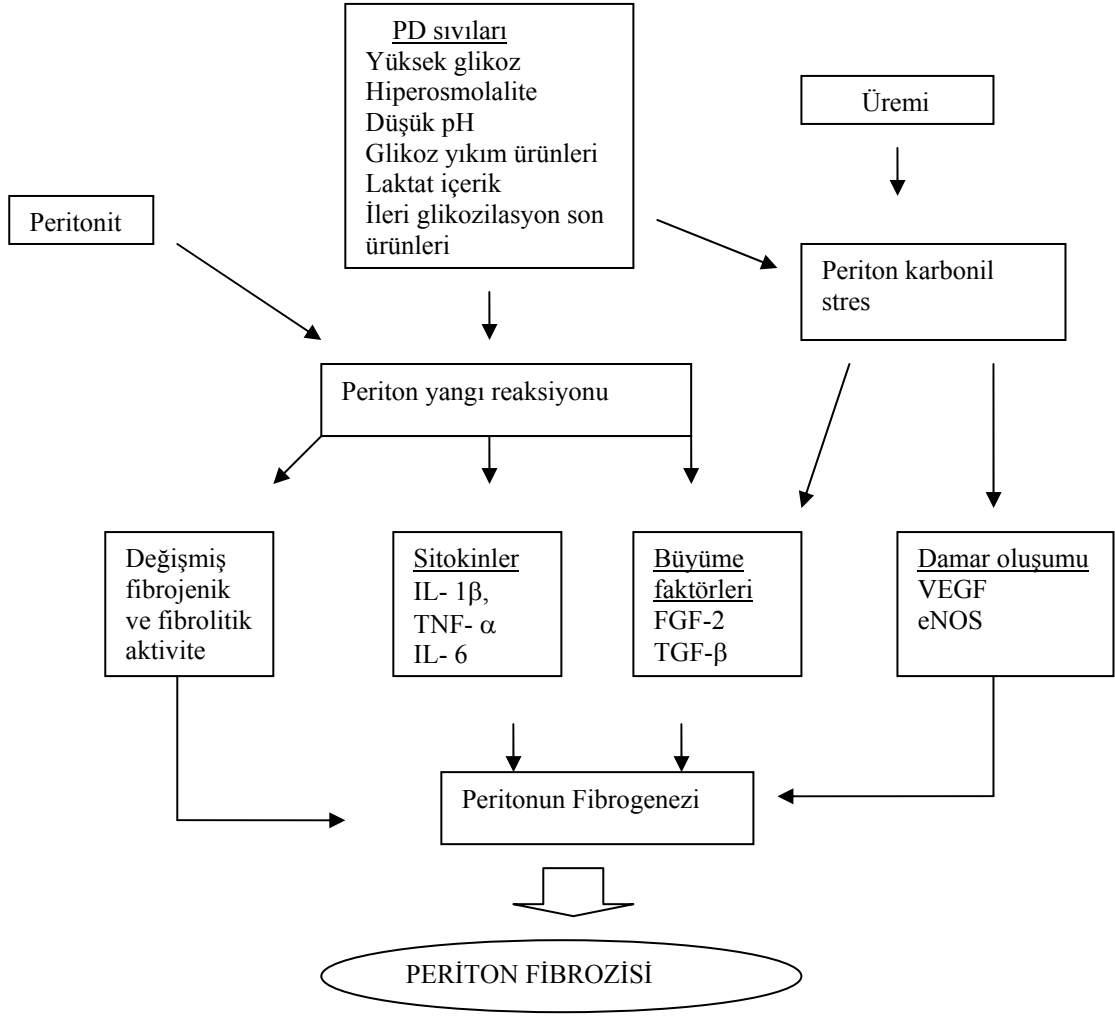 PD sıvıları
Yüksek glikoz
Hiperosmolalite
Düşük pH
Glikoz yıkım ürünleri
Laktat içerik
İleri glikozilasyon son
ürünleri
Üremi
Peritonit
Periton karbonil
stres
Periton yangı reaksiyonu
Değişmiş
fibrojenik
ve fibrolitik
aktivite
Sitokinler
IL- 1β,
TNF- α
IL- 6
Büyüme
faktörleri
FGF-2
TGF-β
Damar oluşumu
VEGF
eNOS
Peritonun Fibrogenezi
PERİTON FİBROZİSİ